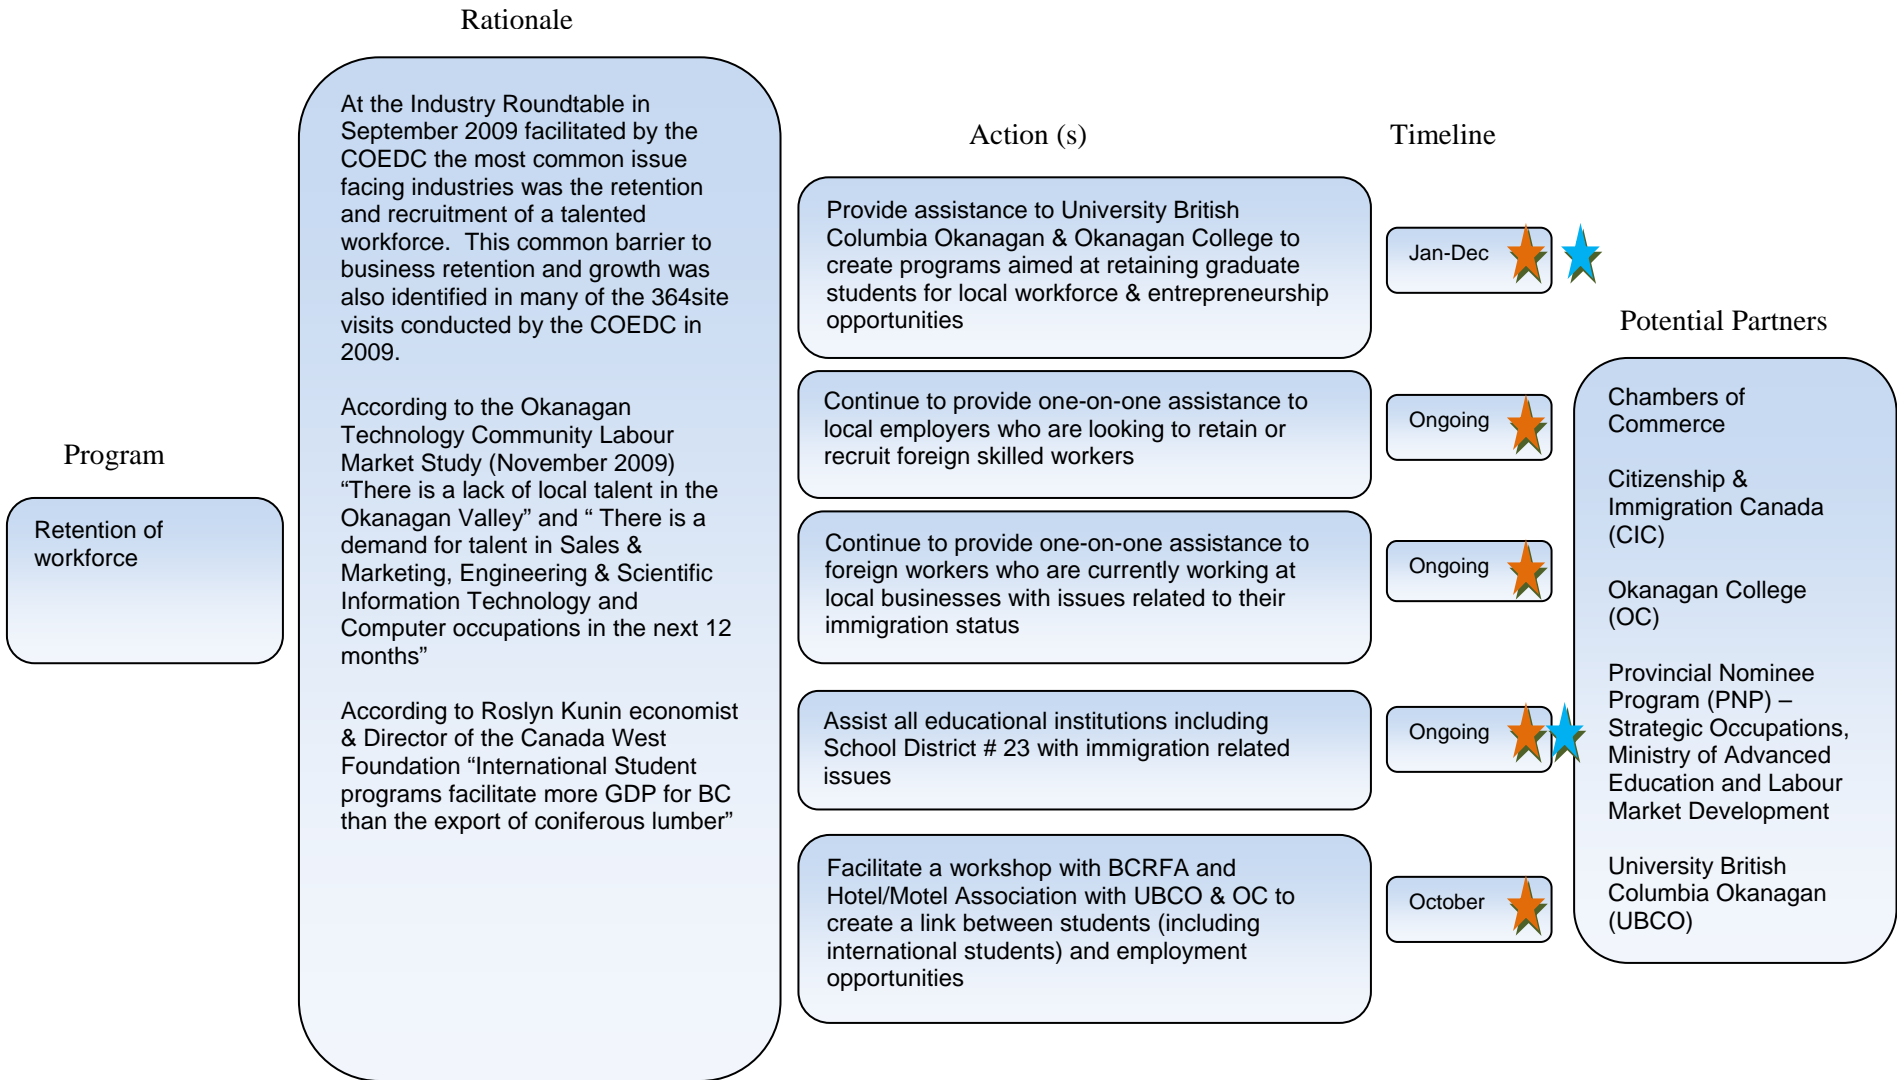 Rationale
At the Industry Roundtable in
September 2009 facilitated by the
COEDC the most common issue
facing industries was the retention
and recruitment of a talented
workforce.  This common barrier to
business retention and growth was
also identified in many of the 364site
visits conducted by the COEDC in
2009.
According to the Okanagan
Technology Community Labour
Market Study (November 2009)
“There is a lack of local talent in the
Okanagan Valley” and “ There is a
demand for talent in Sales &
Marketing, Engineering & Scientific
Information Technology and
Computer occupations in the next 12
months”
According to Roslyn Kunin economist
& Director of the Canada West
Foundation “International Student
programs facilitate more GDP for BC
than the export of coniferous lumber”
Program
Retention of
workforce
Action (s)
Provide assistance to University British
Columbia Okanagan & Okanagan College to
create programs aimed at retaining graduate
students for local workforce & entrepreneurship
opportunities
Continue to provide one-on-one assistance to
local employers who are looking to retain or
recruit foreign skilled workers
Continue to provide one-on-one assistance to
foreign workers who are currently working at
local businesses with issues related to their
immigration status
Assist all educational institutions including
School District # 23 with immigration related
issues
Facilitate a workshop with BCRFA and
Hotel/Motel Association with UBCO & OC to
create a link between students (including
international students) and employment
opportunities
Timeline
Jan-Dec
Ongoing
Ongoing
Ongoing
October
Potential Partners
Chambers of
Commerce
Citizenship &
Immigration Canada
(CIC)
Okanagan College
(OC)
Provincial Nominee
Program (PNP) –
Strategic Occupations,
Ministry of Advanced
Education and Labour
Market Development
University British
Columbia Okanagan
(UBCO)